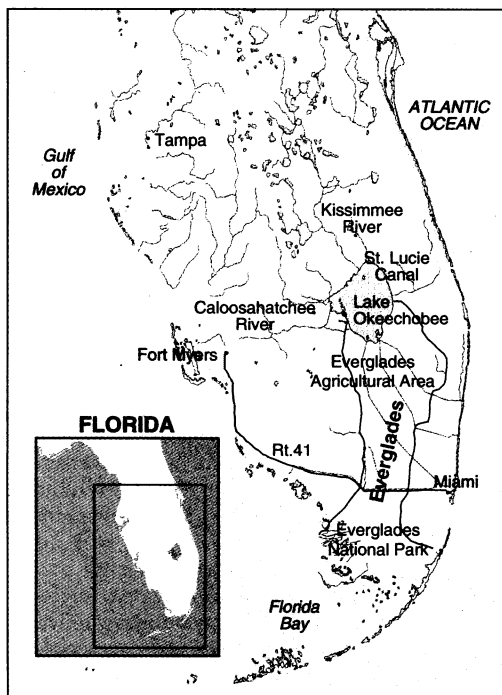 ATLANTIC
OCEAN
Tampa
Gulf
of
Mexico
Kissimmee
River
St. Lucie
Canal
Caloosahatchee
River
Lake
Okeechobee
Fort Myers
Everglades
Agricultural Area
FLORIDA
Rt.41
Everglades
Miami
Everglades
National Park
Florida
Bay